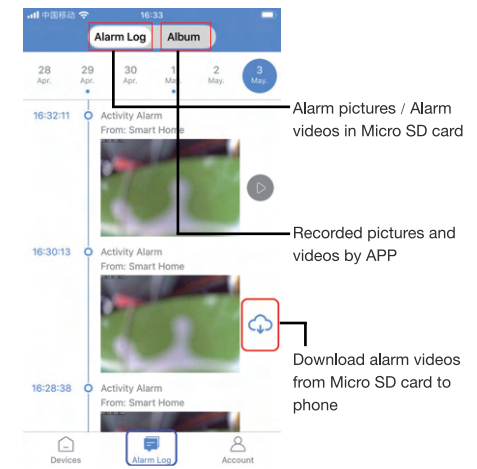 中国移动 16:33
Alarm Log Album
28 29 30 1 2 3
Apr. Apr. Apr. May. May. May.
Alarm pictures / Alarm
videos in Micro SD card
16:32:11 Activity Alarm
From: Smart Home
Recorded pictures and
videos by APP
16:30:13 Activity Alarm
From: Smart Home
Download alarm videos
from Micro SD card to
phone
16:28:38 Activity Alarm
From: Smart Home
Devices Alarm Log Account